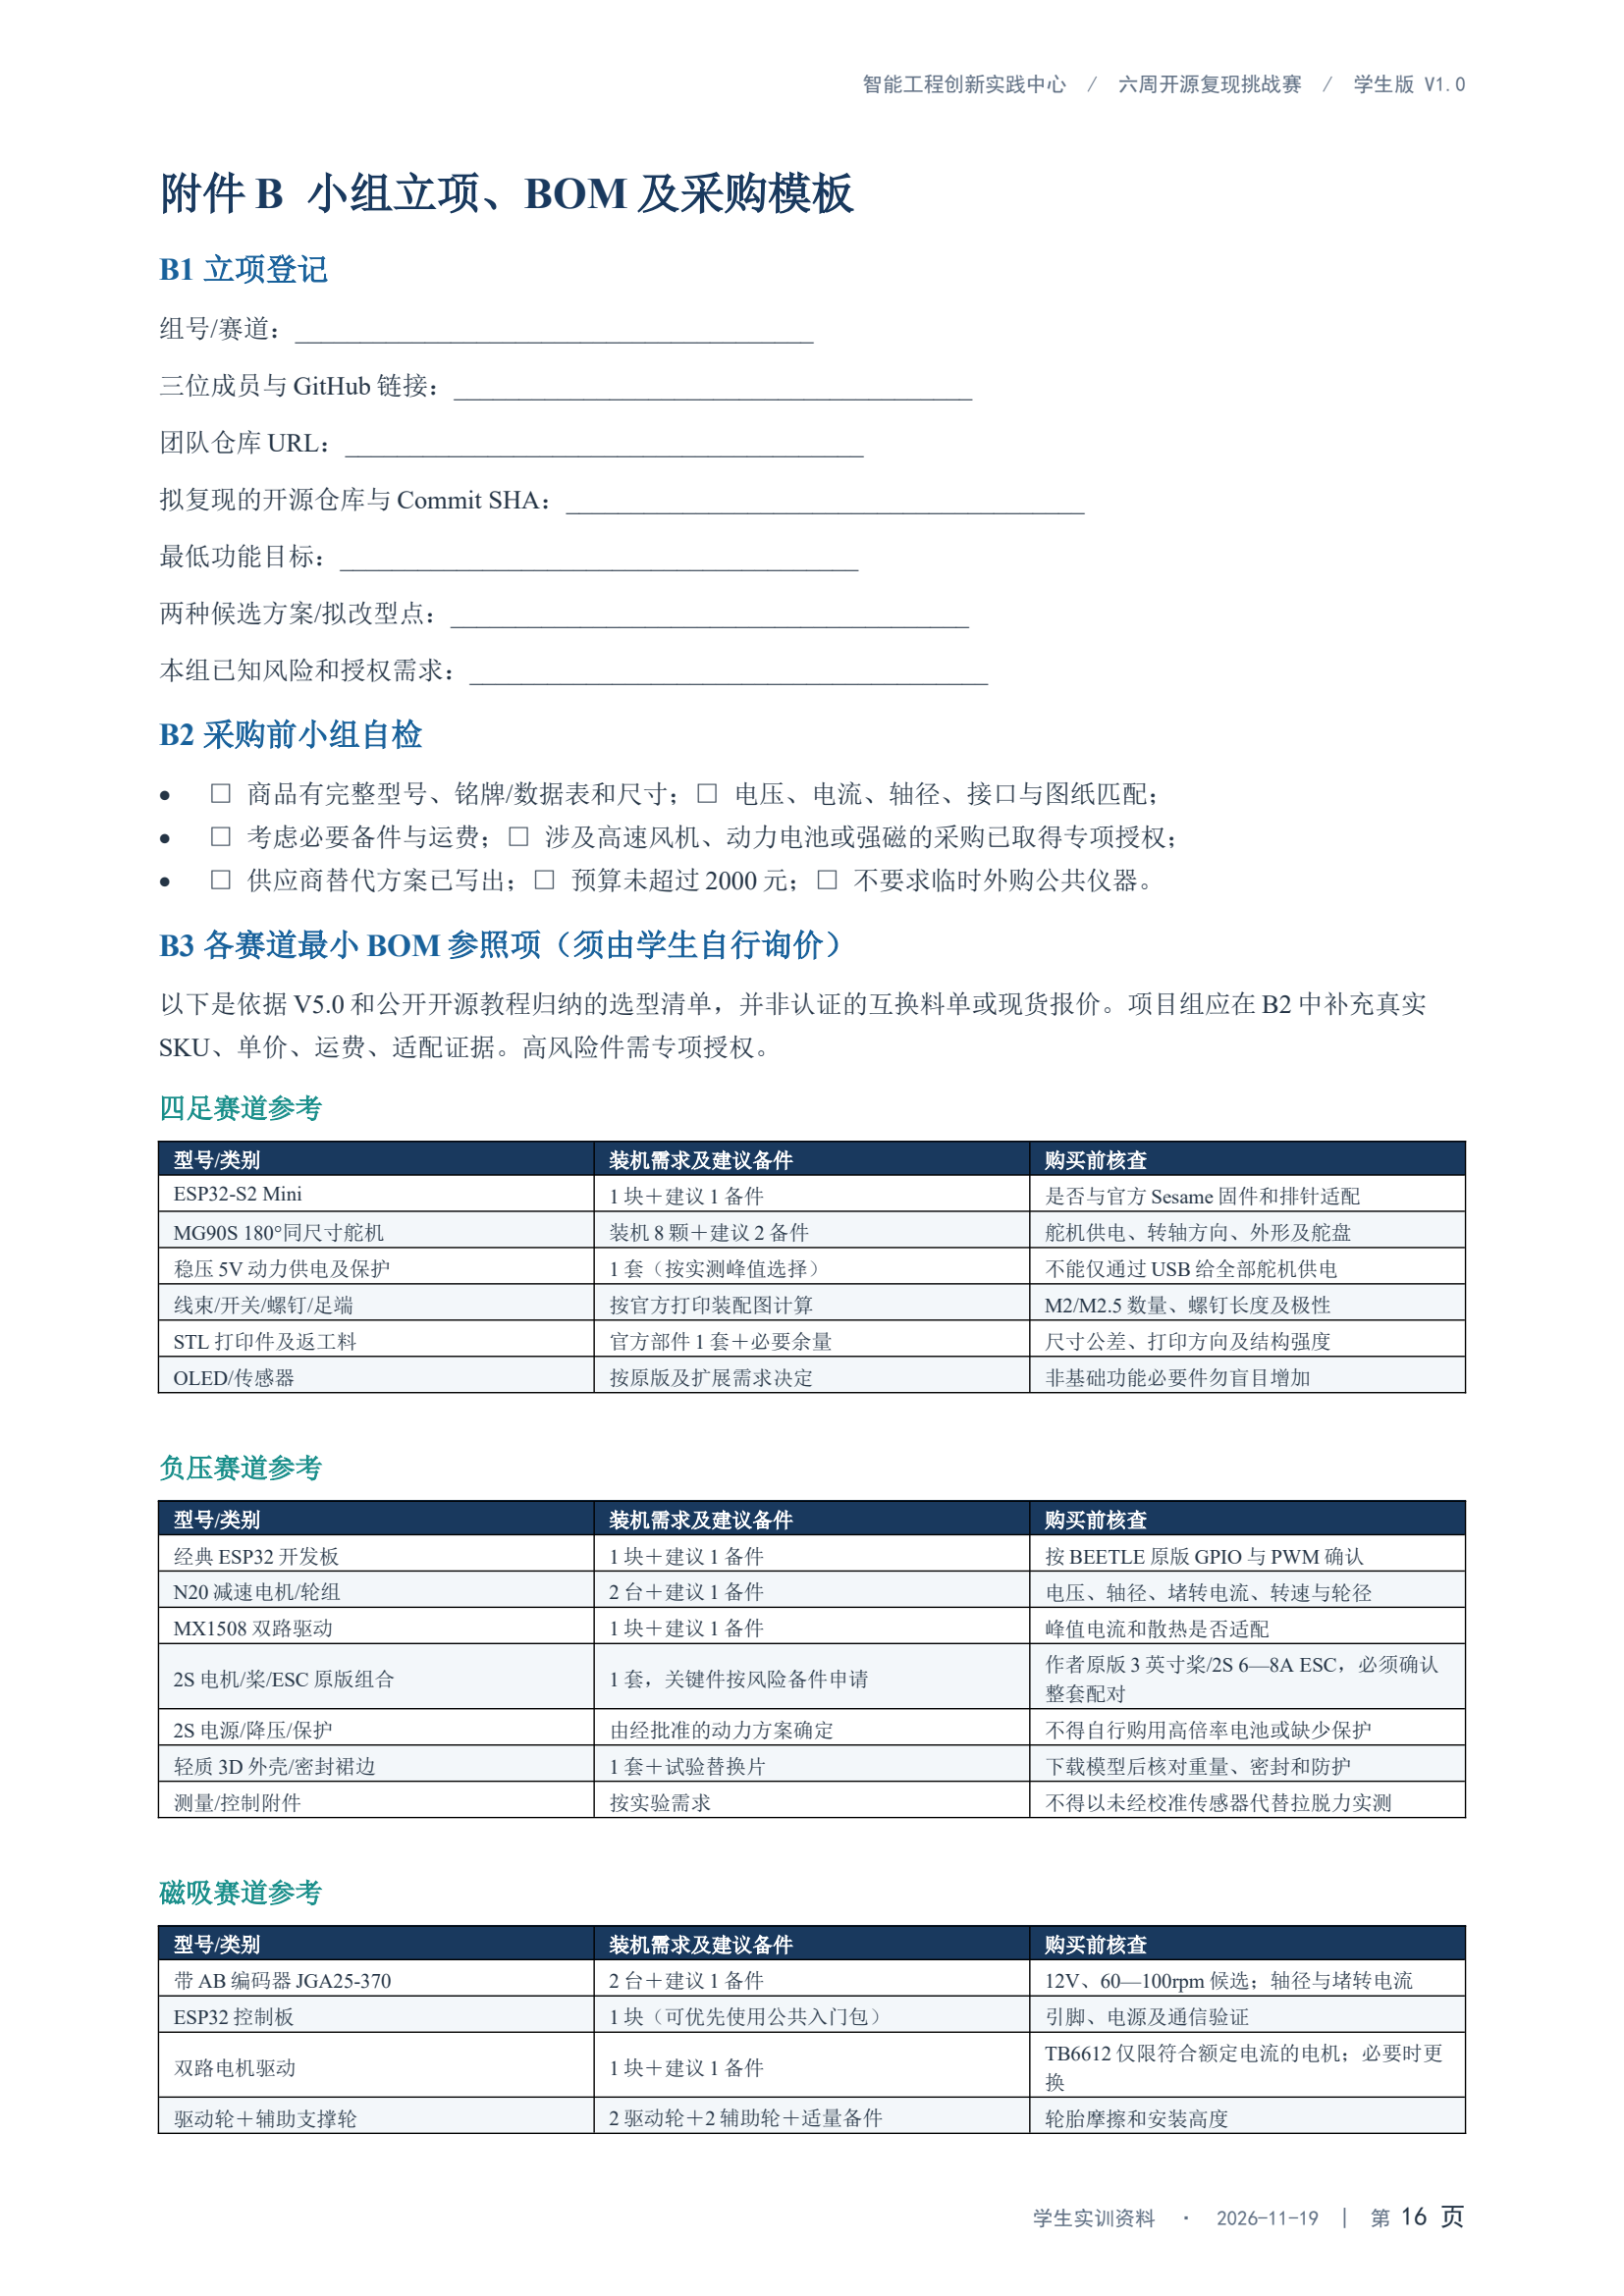 智能工程创新实践中心 / 六周开源复现挑战赛 / 学生版 V1.0
附件 B 小组立项、BOM 及采购模板
B1 立项登记
组号/赛道：________________________________________
三位成员与 GitHub 链接：________________________________________
团队仓库 URL：________________________________________
拟复现的开源仓库与 Commit SHA：________________________________________
最低功能目标：________________________________________
两种候选方案/拟改型点：________________________________________
本组已知风险和授权需求：________________________________________
B2 采购前小组自检
• □ 商品有完整型号、铭牌/数据表和尺寸；□ 电压、电流、轴径、接口与图纸匹配；
• □ 考虑必要备件与运费；□ 涉及高速风机、动力电池或强磁的采购已取得专项授权；
• □ 供应商替代方案已写出；□ 预算未超过 2000 元；□ 不要求临时外购公共仪器。
B3 各赛道最小 BOM 参照项（须由学生自行询价）
以下是依据 V5.0 和公开开源教程归纳的选型清单，并非认证的互换料单或现货报价。项目组应在 B2 中补充真实
SKU、单价、运费、适配证据。高风险件需专项授权。
四足赛道参考
型号/类别 装机需求及建议备件 购买前核查
ESP32-S2 Mini 1 块＋建议 1 备件 是否与官方 Sesame 固件和排针适配
MG90S 180°同尺寸舵机 装机 8 颗＋建议 2 备件 舵机供电、转轴方向、外形及舵盘
稳压 5V 动力供电及保护 1 套（按实测峰值选择） 不能仅通过 USB 给全部舵机供电
线束/开关/螺钉/足端 按官方打印装配图计算 M2/M2.5 数量、螺钉长度及极性
STL 打印件及返工料 官方部件 1 套＋必要余量 尺寸公差、打印方向及结构强度
OLED/传感器 按原版及扩展需求决定 非基础功能必要件勿盲目增加
负压赛道参考
型号/类别 装机需求及建议备件 购买前核查
经典 ESP32 开发板 1 块＋建议 1 备件 按 BEETLE 原版 GPIO 与 PWM 确认
N20 减速电机/轮组 2 台＋建议 1 备件 电压、轴径、堵转电流、转速与轮径
MX1508 双路驱动 1 块＋建议 1 备件 峰值电流和散热是否适配
2S 电机/桨/ESC 原版组合 1 套，关键件按风险备件申请 作者原版 3 英寸桨/2S 6—8A ESC，必须确认
整套配对
2S 电源/降压/保护 由经批准的动力方案确定 不得自行购用高倍率电池或缺少保护
轻质 3D 外壳/密封裙边 1 套＋试验替换片 下载模型后核对重量、密封和防护
测量/控制附件 按实验需求 不得以未经校准传感器代替拉脱力实测
磁吸赛道参考
型号/类别 装机需求及建议备件 购买前核查
带 AB 编码器 JGA25-370 2 台＋建议 1 备件 12V、60—100rpm 候选；轴径与堵转电流
ESP32 控制板 1 块（可优先使用公共入门包） 引脚、电源及通信验证
双路电机驱动 1 块＋建议 1 备件 TB6612 仅限符合额定电流的电机；必要时更
换
驱动轮＋辅助支撑轮 2 驱动轮＋2 辅助轮＋适量备件 轮胎摩擦和安装高度
学生实训资料 · 2026-11-19 | 第 16 页